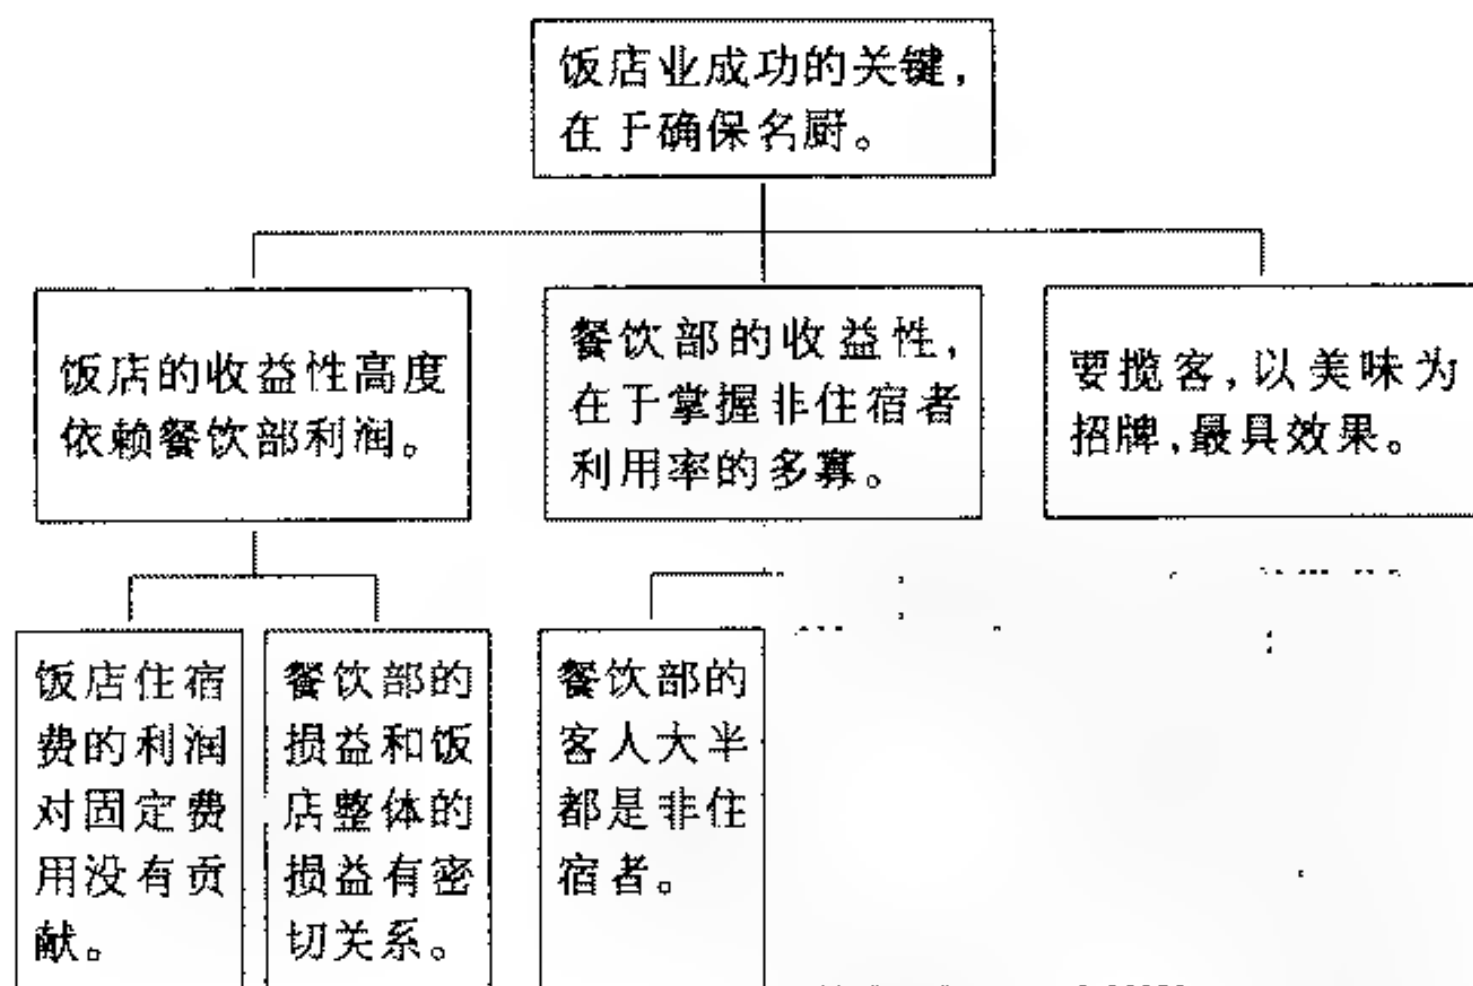 饭店业成功的关键，
在于确保名厨。
饭店的收益性高度
依赖餐饮部利润。
餐饮部的收益性，
在于掌握非住宿者
利用率的多寡。
要揽客，以美味为
招牌，最具效果。
饭店住宿
费的利润
对固定费
用没有贡
献。
餐饮部的
损益和饭
店整体的
损益有密
切关系。
餐饮部的
客人大半
都是非住
宿者。